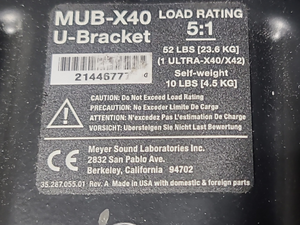 MUB-X40
U-Bracket
LOAD RATING
5:1
52 LBS [23.6 KG]
(1 ULTRA-X40/X42)
Self-weight
10 LBS [4.5 KG]
21446777
CAUTION: Do Not Exceed Load Rating
PRECAUCIÓN: No Exceder Límite De Carga
ATTENTION: N'excédez Pas L'estimation De Charge
VORSICHT: Übersteigen Sie Nicht Last Bewertung
CE
Meyer Sound Laboratories Inc.
2832 San Pablo Ave.
Berkeley, California 94702
35.287.055.01 Rev. A Made in USA with domestic & foreign parts